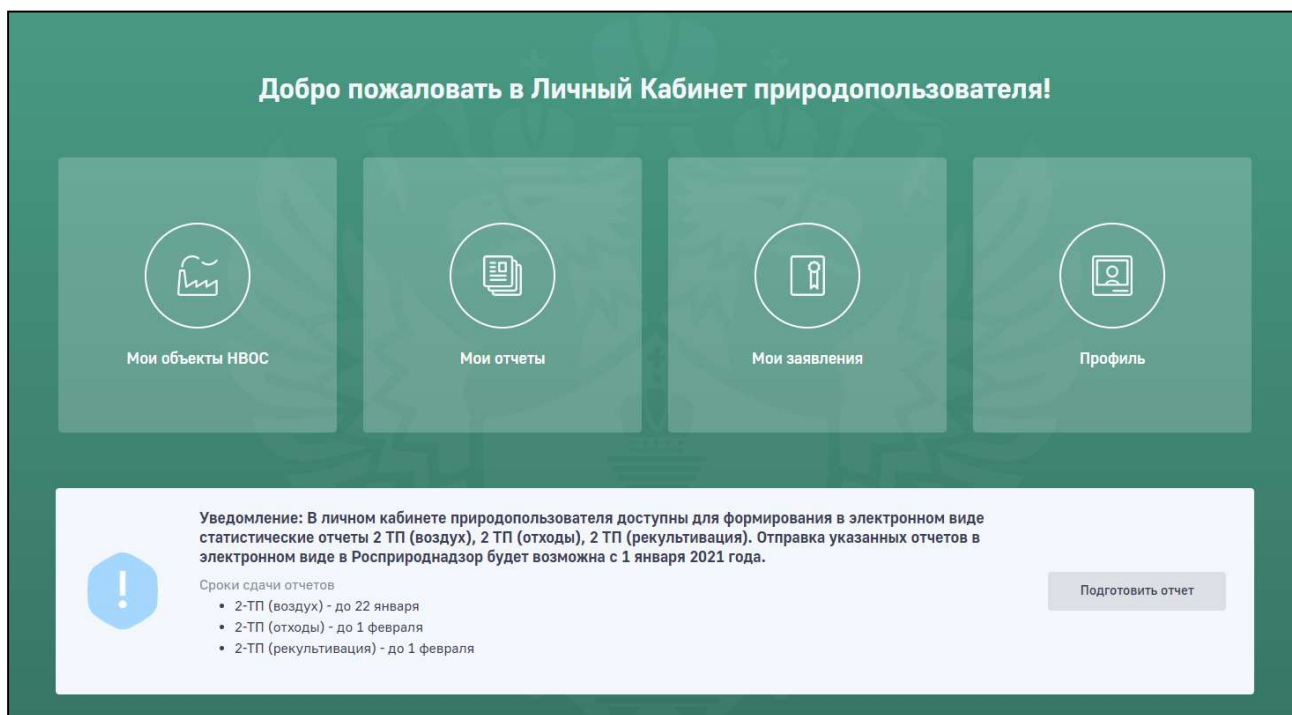 Добро пожаловать в Личный Кабинет природопользователя!
Мои объекты НВОС
Мои отчеты
Мои заявления
Профиль
Уведомление: В личном кабинете природопользователя доступны для формирования в электронном виде
статистические отчеты 2 ТП (воздух), 2 ТП (отходы), 2 ТП (рекультивация). Отправка указанных отчетов в
электронном виде в Росприроднадзор будет возможна с 1 января 2021 года.
Сроки сдачи отчетов
• 2-ТП (воздух) - до 22 января
• 2-ТП (отходы) - до 1 февраля
• 2-ТП (рекультивация) - до 1 февраля
Подготовить отчет